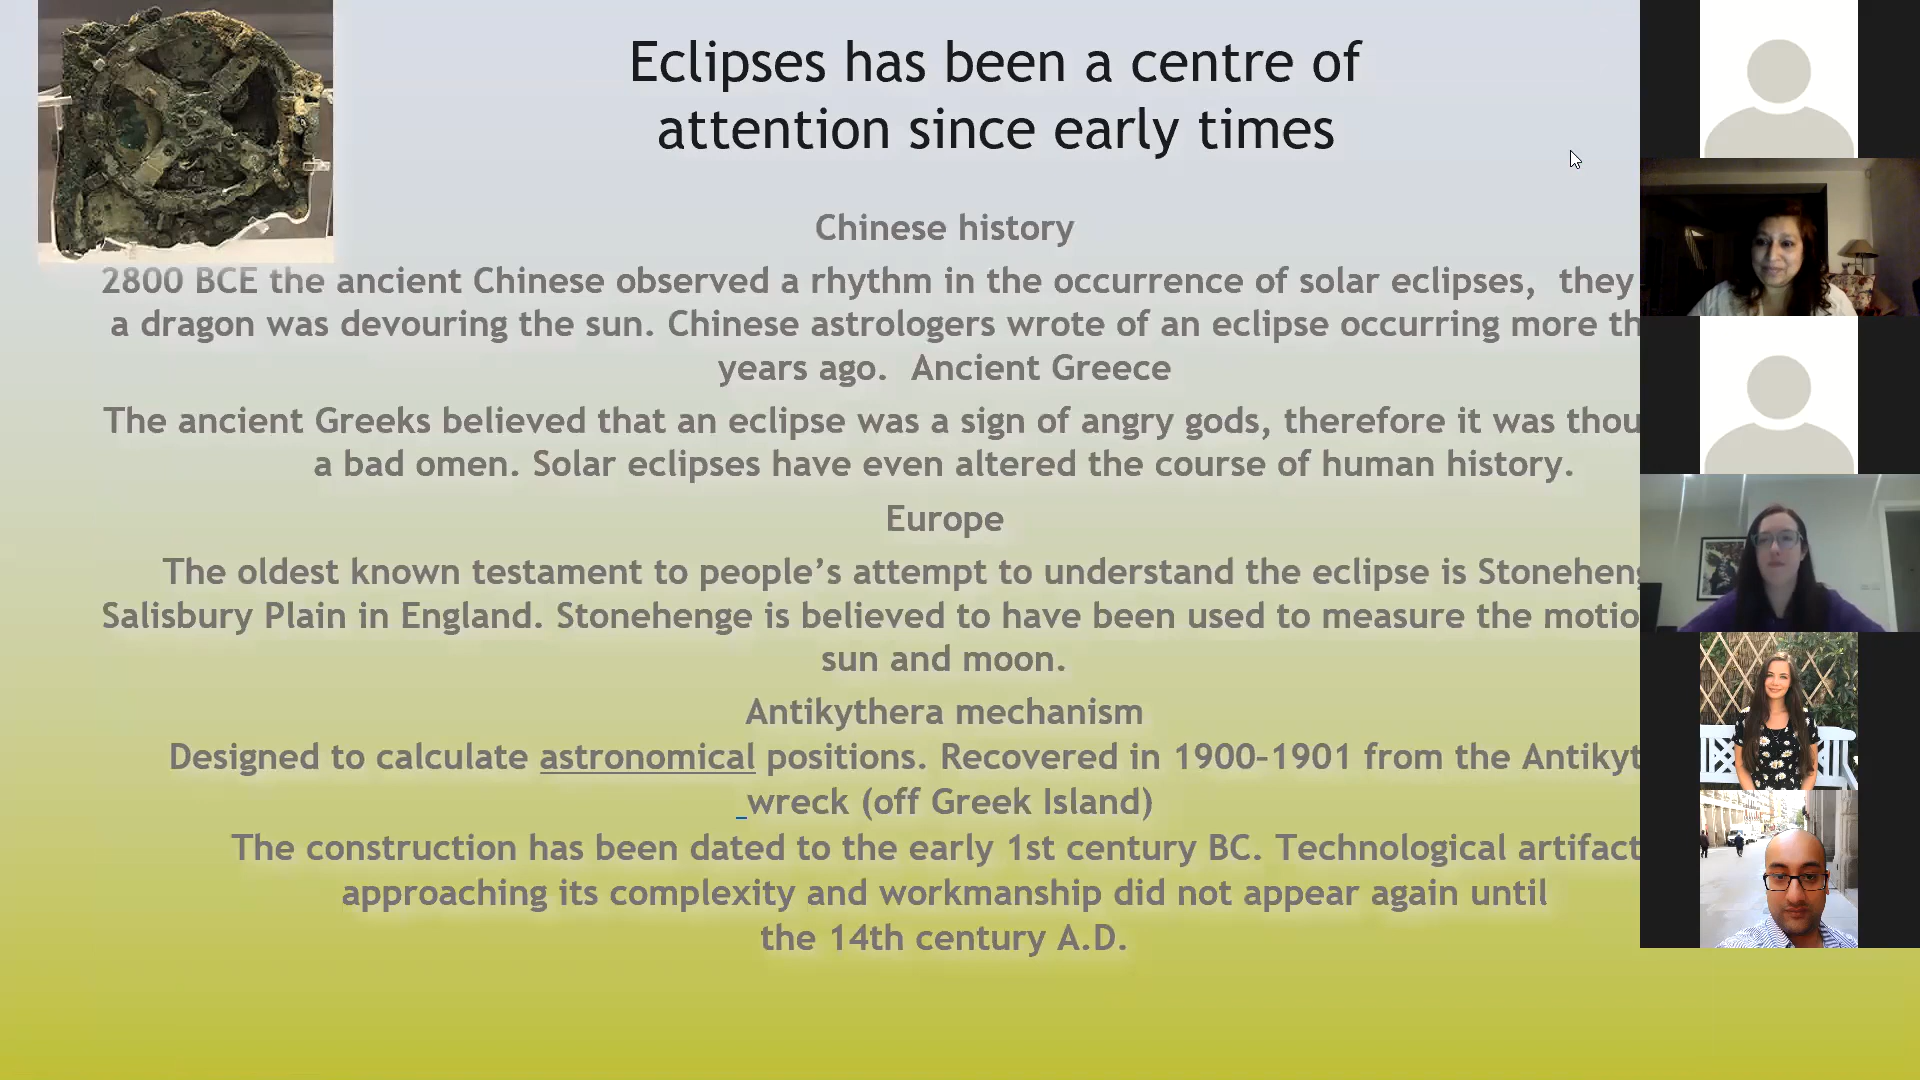 Eclipses has been a centre of
attention since early times
Chinese history
2800 BCE the ancient Chinese observed a rhythm in the occurrence of solar eclipses, they
a dragon was devouring the sun. Chinese astrologers wrote of an eclipse occurring more
years ago. Ancient Greece
The ancient Greeks believed that an eclipse was a sign of angry gods, therefore it was
a bad omen. Solar eclipses have even altered the course of human history.
Europe
The oldest known testament to people’s attempt to understand the eclipse is
Salisbury Plain in England. Stonehenge is believed to have been used to measure the
sun and moon.
Antikythera mechanism
Designed to calculate astronomical positions. Recovered in 1900–1901 from the
wreck (off Greek Island)
The construction has been dated to the early 1st century BC. Technological
approaching its complexity and workmanship did not appear again until
the 14th century A.D.